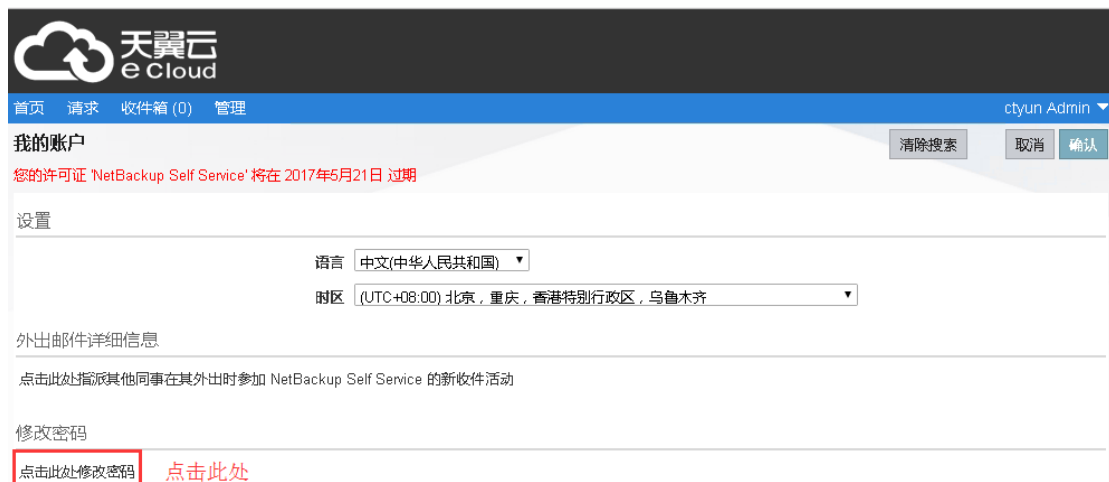 天翼云
e Cloud
首页 请求 收件箱 (0) 管理 ctyun Admin
我的账户 清除搜索 取消 确认
您的许可证 'NetBackup Self Service' 将在 2017年5月21日 过期
设置
语言 中文(中华人民共和国)
时区 (UTC+08:00) 北京，重庆，香港特别行政区，乌鲁木齐
外出邮件详细信息
点击此处指派其他同事在其外出时参加 NetBackup Self Service 的新收件活动
修改密码
点击此处修改密码 点击此处